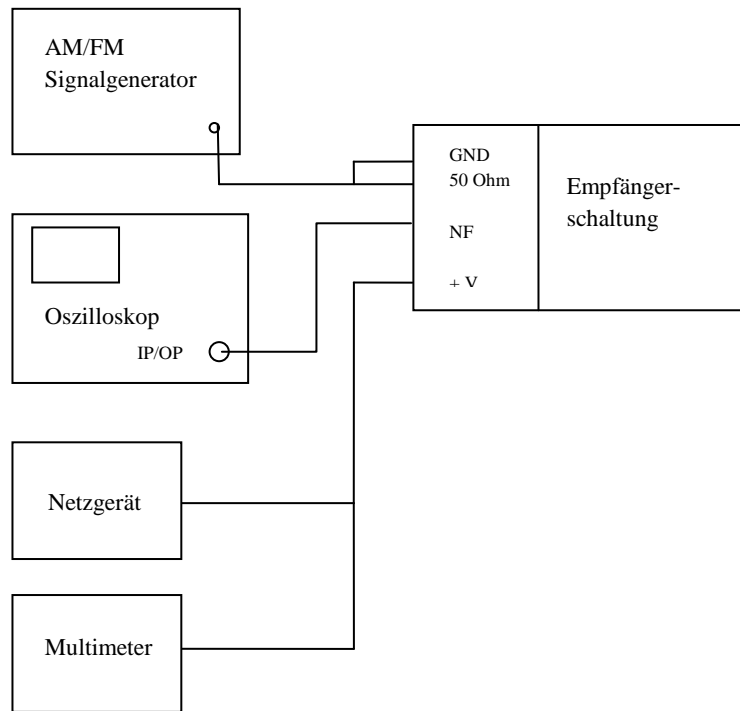 AM/FM
Signalgenerator
GND
50 Ohm
NF
+ V
Empfänger-
schaltung
Oszilloskop
IP/OP
Netzgerät
Multimeter